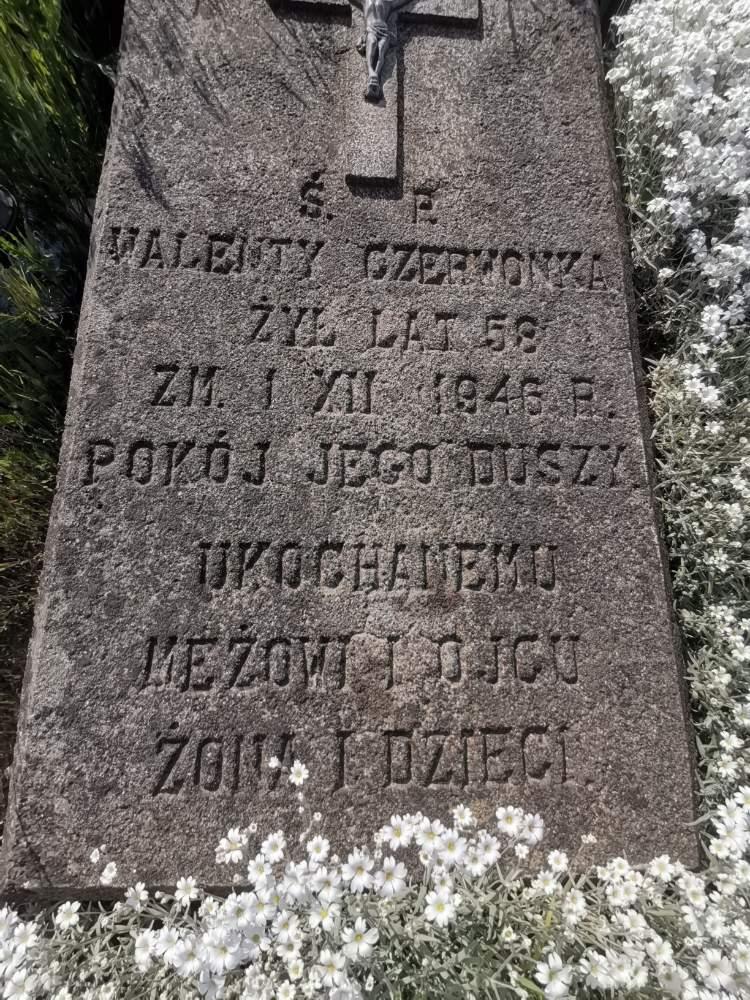 Ś. P.
WALENTY CZERWONKA
ŻYŁ LAT 58
ZM. 1 XII 1946 R.
POKÓJ JEGO DUSZY.
UKOCHANEMU
MĘŻOWI I OJCU
ŻONA I DZIECI.